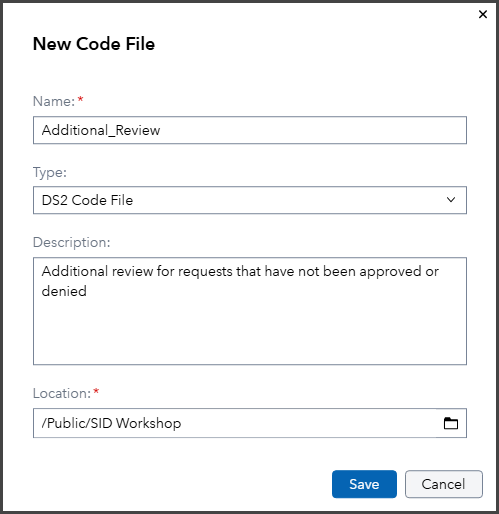 New Code File
Name:*
Additional_Review
Type:
DS2 Code File
Description:
Additional review for requests that have not been approved or
denied
Location:*
/Public/SID Workshop
Save Cancel